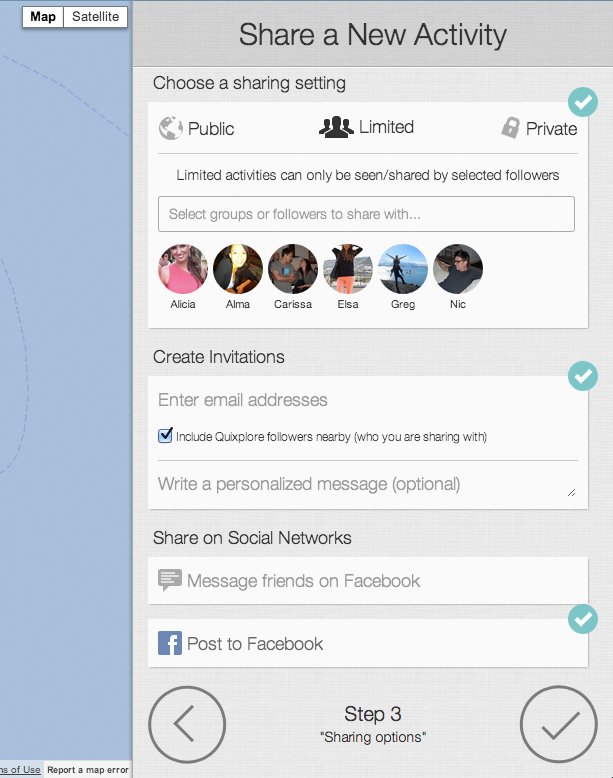 Map Satellite
Share a New Activity
Choose a sharing setting
Public Limited Private
Limited activities can only be seen/shared by selected followers
Select groups or followers to share with...
Alicia Alma Carissa Elsa Greg Nic
Create Invitations
Enter email addresses
Include Quixplore followers nearby (who you are sharing with)
Write a personalized message (optional)
Share on Social Networks
Message friends on Facebook
f Post to Facebook
Step 3
"Sharing options"
of Use Report a map error